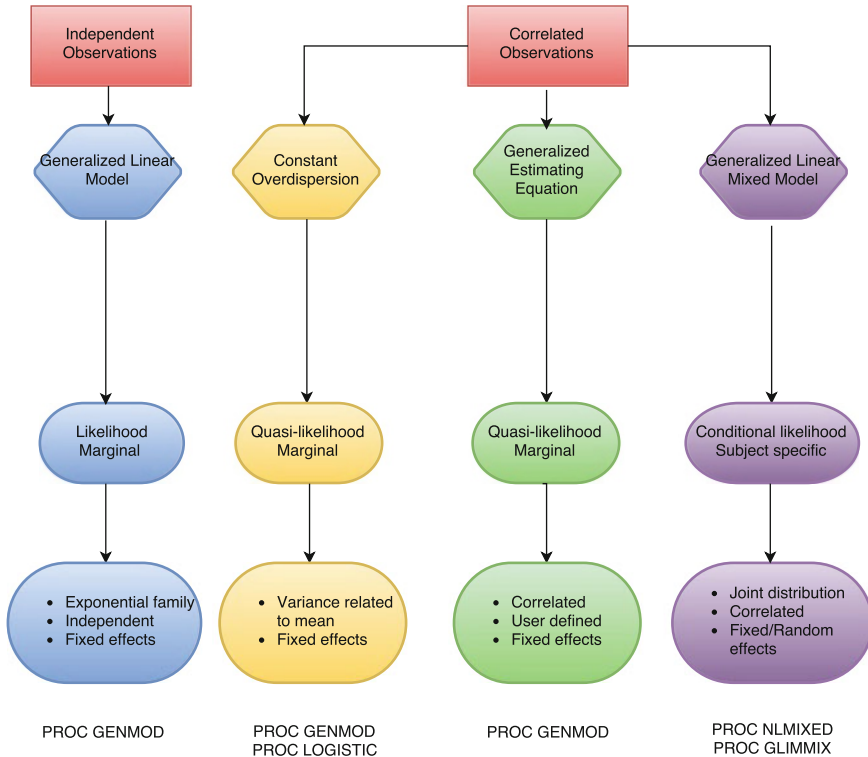 Independent
Observations
Correlated
Observations
Generalized Linear
Model
Constant
Overdispersion
Generalized
Estimating
Equation
Generalized Linear
Mixed Model
Likelihood
Marginal
Quasi-likelihood
Marginal
Quasi-likelihood
Marginal
Conditional likelihood
Subject specific
• Exponential family
• Independent
• Fixed effects
• Variance related
to mean
• Fixed effects
• Correlated
• User defined
• Fixed effects
• Joint distribution
• Correlated
• Fixed/Random
effects
PROC GENMOD
PROC GENMOD
PROC LOGISTIC
PROC GENMOD
PROC NLMIXED
PROC GLIMMIX